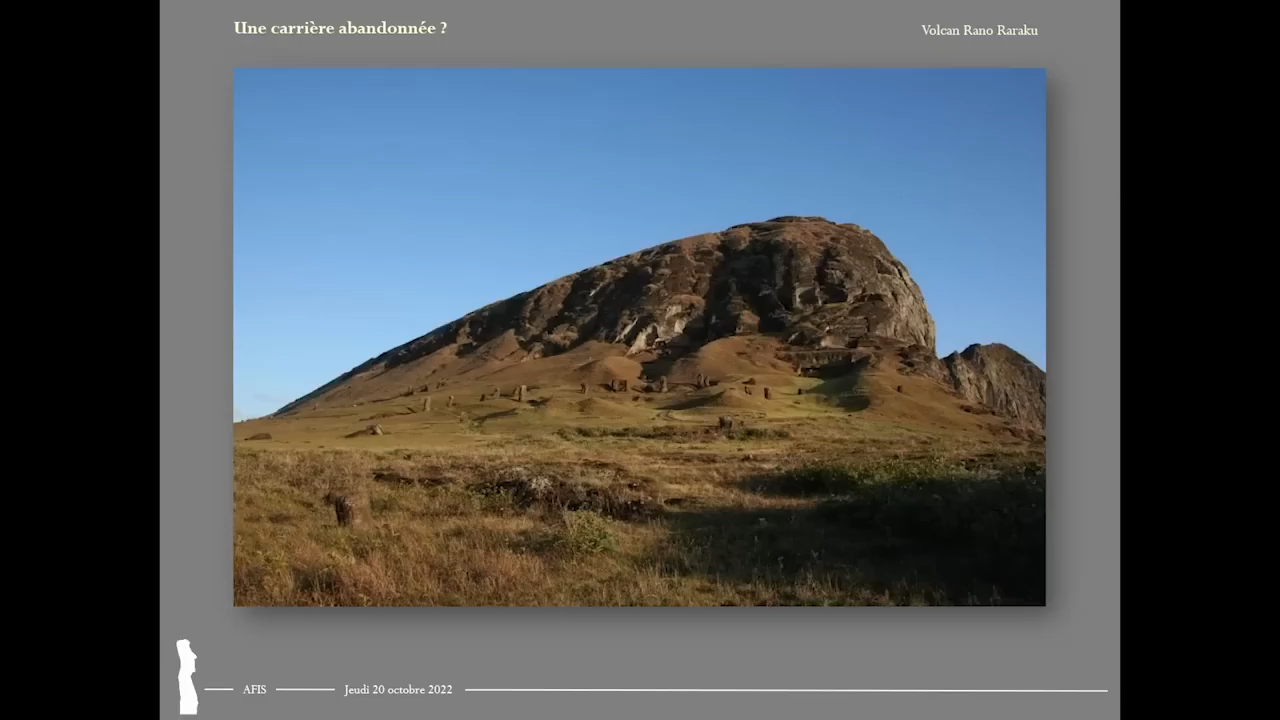 Une carrière abandonnée ?
Volcan Rano Raraku
AFIS
Jeudi 20 octobre 2022